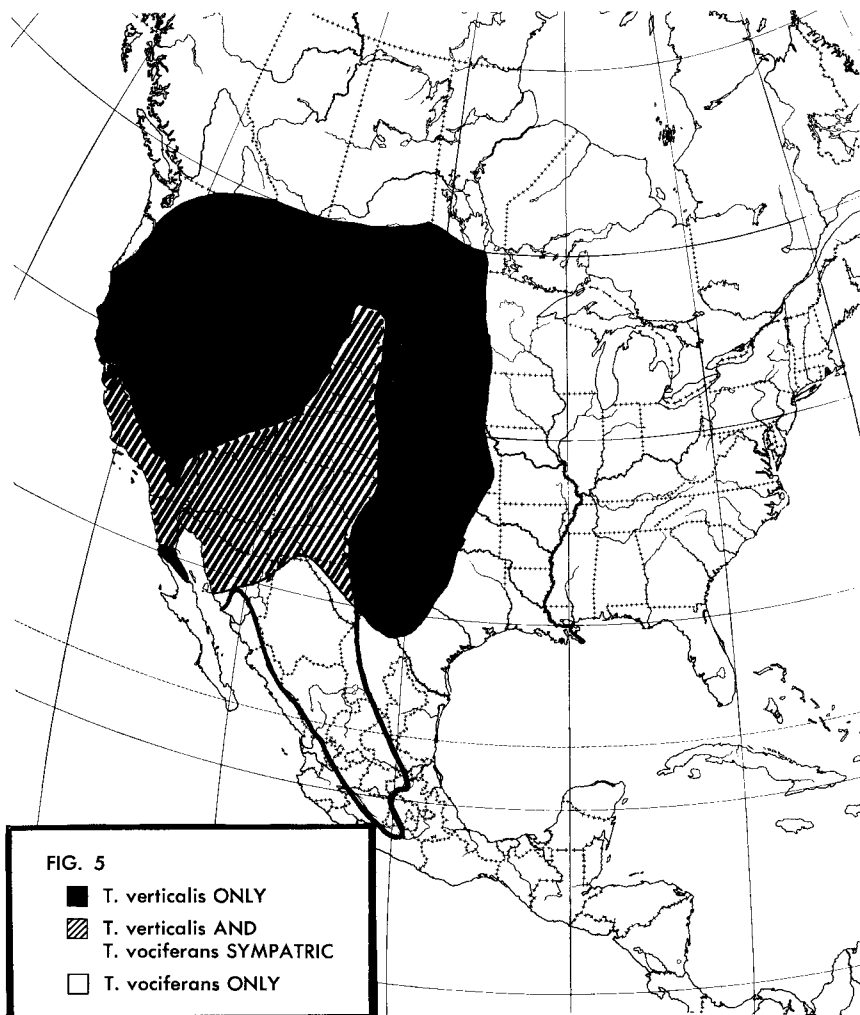 FIG. 5
T. verticalis ONLY
T. verticalis AND
T. vociferans SYMPATRIC
T. vociferans ONLY